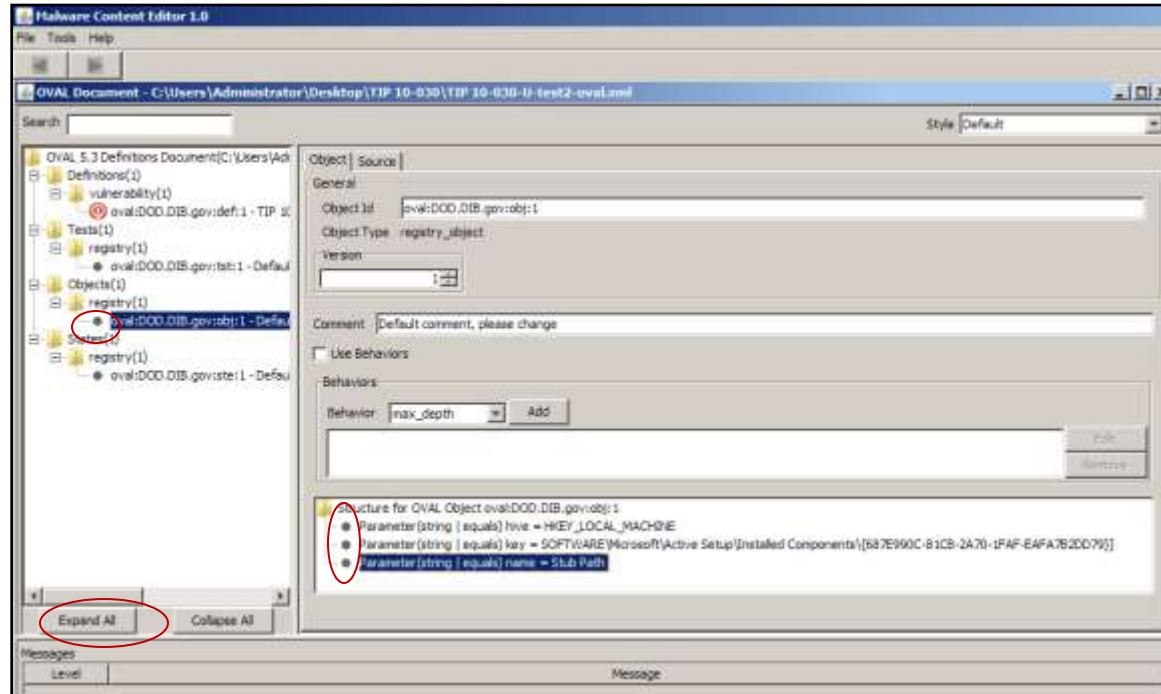 Malware Content Editor 1.0
File Tools Help
OVAL Document - C:\Users\Administrator\Desktop\TIP 10-030\TIP 10-030-U-test2-oval.xml
Search
Style Default
OVAL 5.3 Definitions Document(C:\Users\Adm
Definitions(1)
vulnerability(1)
oval:DOD.DIB.gov:def:1 - TIP 10
Tests(1)
registry(1)
oval:DOD.DIB.gov:tst:1 - Defaul
Objects(1)
registry(1)
oval:DOD.DIB.gov:obj:1 - Defau
States(1)
registry(1)
oval:DOD.DIB.gov:ste:1 - Defau
Expand All Collapse All
Object Source
General
Object Id oval:DOD.DIB.gov:obj:1
Object Type registry_object
Version
1
Comment Default comment, please change
Use Behaviors
Behaviors
Behavior max_depth Add
Edit
Remove
Structure for OVAL Object oval:DOD.DIB.gov:obj:1
Parameter(string | equals) hive = HKEY_LOCAL_MACHINE
Parameter(string | equals) key = SOFTWARE\Microsoft\Active Setup\Installed Components\{687E990C-B1CB-2A70-1FAF-EAFA7B2DD79}}
Parameter(string | equals) name = Stub Path
Messages
Level Message